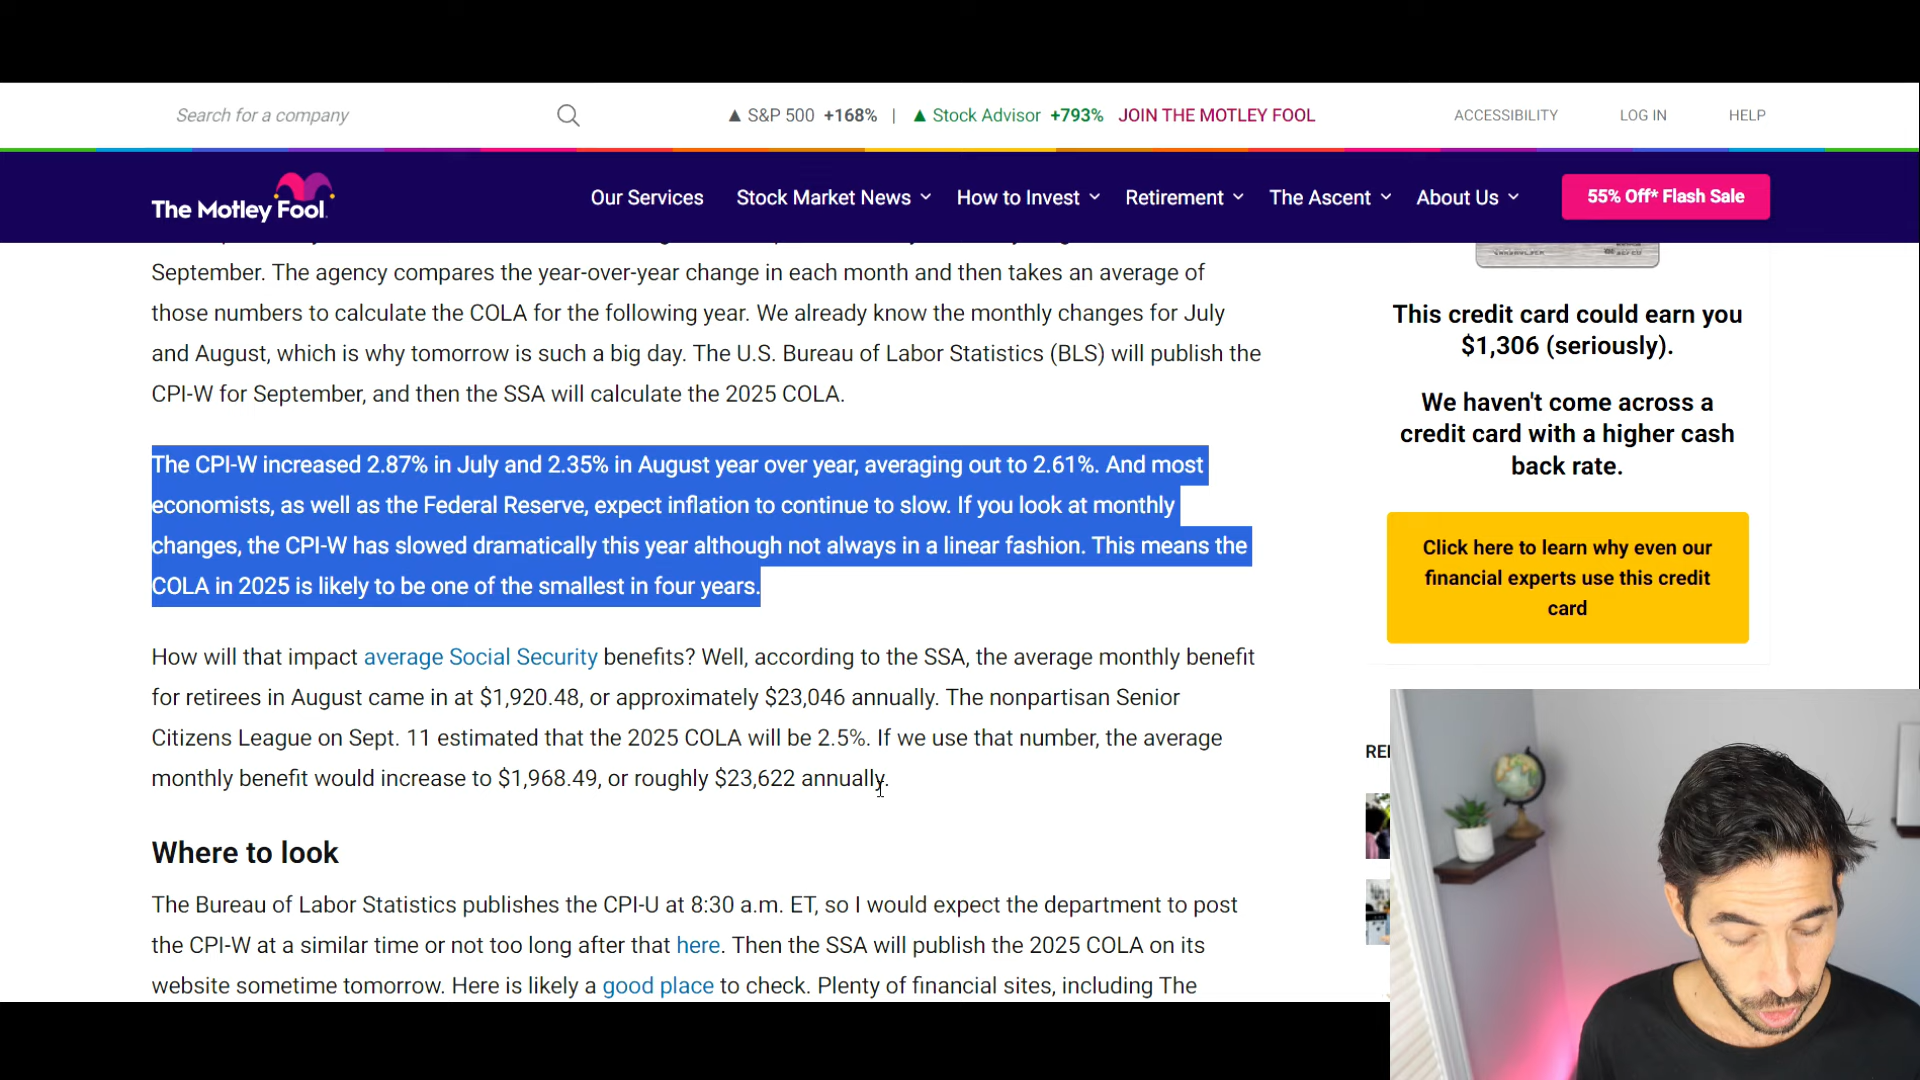 Search for a company
▲ S&P 500 +168% | ▲ Stock Advisor +793% JOIN THE MOTLEY FOOL
ACCESSIBILITY LOG IN HELP
The Motley Fool
Our Services Stock Market News How to Invest Retirement The Ascent About Us 55% Off* Flash Sale
September. The agency compares the year-over-year change in each month and then takes an average of
those numbers to calculate the COLA for the following year. We already know the monthly changes for July
and August, which is why tomorrow is such a big day. The U.S. Bureau of Labor Statistics (BLS) will publish the
CPI-W for September, and then the SSA will calculate the 2025 COLA.
The CPI-W increased 2.87% in July and 2.35% in August year over year, averaging out to 2.61%. And most
economists, as well as the Federal Reserve, expect inflation to continue to slow. If you look at monthly
changes, the CPI-W has slowed dramatically this year although not always in a linear fashion. This means the
COLA in 2025 is likely to be one of the smallest in four years.
How will that impact average Social Security benefits? Well, according to the SSA, the average monthly benefit
for retirees in August came in at $1,920.48, or approximately $23,046 annually. The nonpartisan Senior
Citizens League on Sept. 11 estimated that the 2025 COLA will be 2.5%. If we use that number, the average
monthly benefit would increase to $1,968.49, or roughly $23,622 annually.
Where to look
The Bureau of Labor Statistics publishes the CPI-U at 8:30 a.m. ET, so I would expect the department to post
the CPI-W at a similar time or not too long after that here. Then the SSA will publish the 2025 COLA on its
website sometime tomorrow. Here is likely a good place to check. Plenty of financial sites, including The
This credit card could earn you
$1,306 (seriously).
We haven't come across a
credit card with a higher cash
back rate.
Click here to learn why even our
financial experts use this credit
card